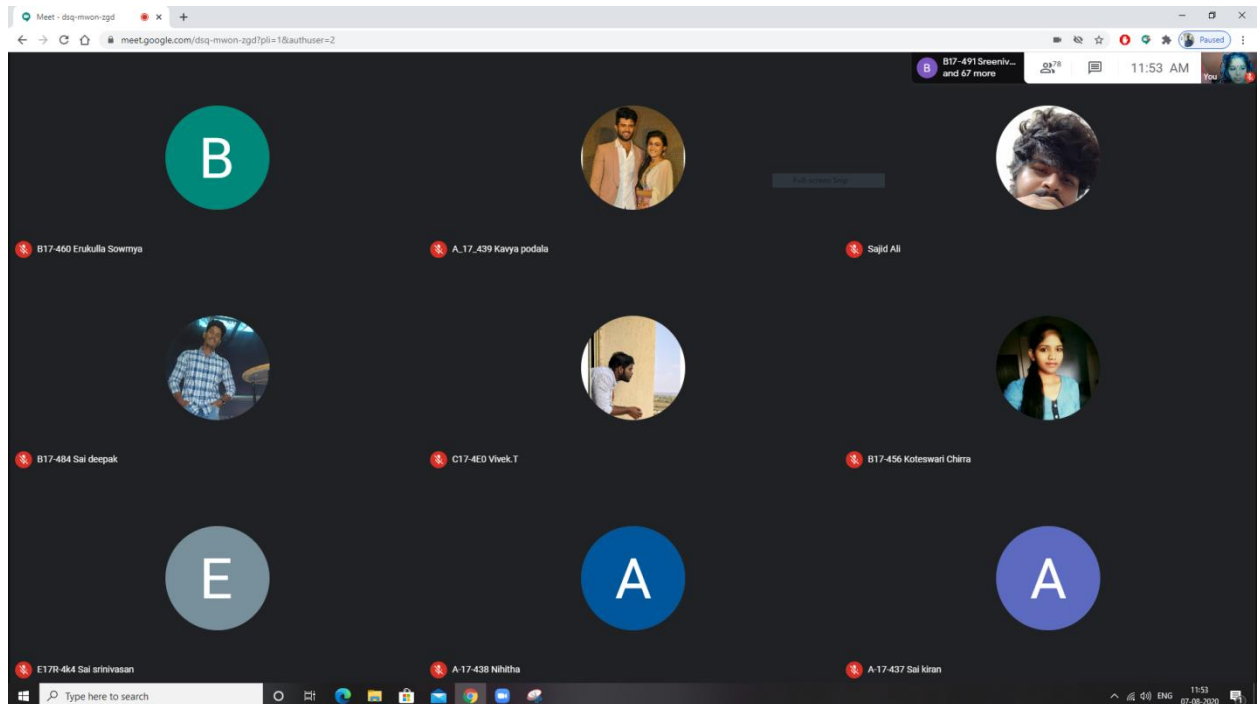 Meet - dsq-mwon-zgd
meet.google.com/dsq-mwon-zgd?pli=1&authuser=2
Paused
B
B17-491 Sreeniv...
and 67 more
78
11:53 AM
You
B
B17-460 Erukulla Sowmya
A_17_439 Kavya podala
Sajid Ali
B17-484 Sai deepak
C17-4E0 Vivek.T
B17-456 Koteswari Chirra
E
E17R-4k4 Sai srinivasan
A
A-17-438 Nihitha
A
A-17-437 Sai kiran
Type here to search
ENG
11:53
07-08-2020